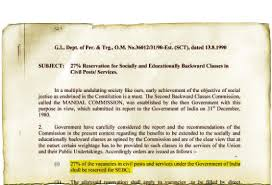 G.I., Dept. of Per. & Trg., O.M. No.36012/31/90-Est. (SCT), dated 13.8.1990
SUBJECT: 27% Reservation for Socially and Educationally Backward Classes in
Civil Posts/ Services.
In a multiple undulating society like ours, early achievement of the objective of social
justice as enshrined in the Constitution is a must. The Second Backward Classes Commission,
called the MANDAL COMMISSION, was established by the then Government with this
purpose in view, which submitted its report to the Government of India on 31st December,
1980.
2. Government have carefully considered the report and the recommendations of the
Commission in the present context regarding the benefits to be extended to the socially and
educationally backward classes as opined by the Commission and are of the clear view that at
the outset certain weightage has to be provided to such classes in the services of the Union
and their Public Undertakings. Accordingly orders are issued as follows :-
(i) 27% of the vacancies in civil posts and services under the Government of India
shall be reserved for SEBC;
(ii) The aforesaid reservation shall apply to vacancies to be filled by direct